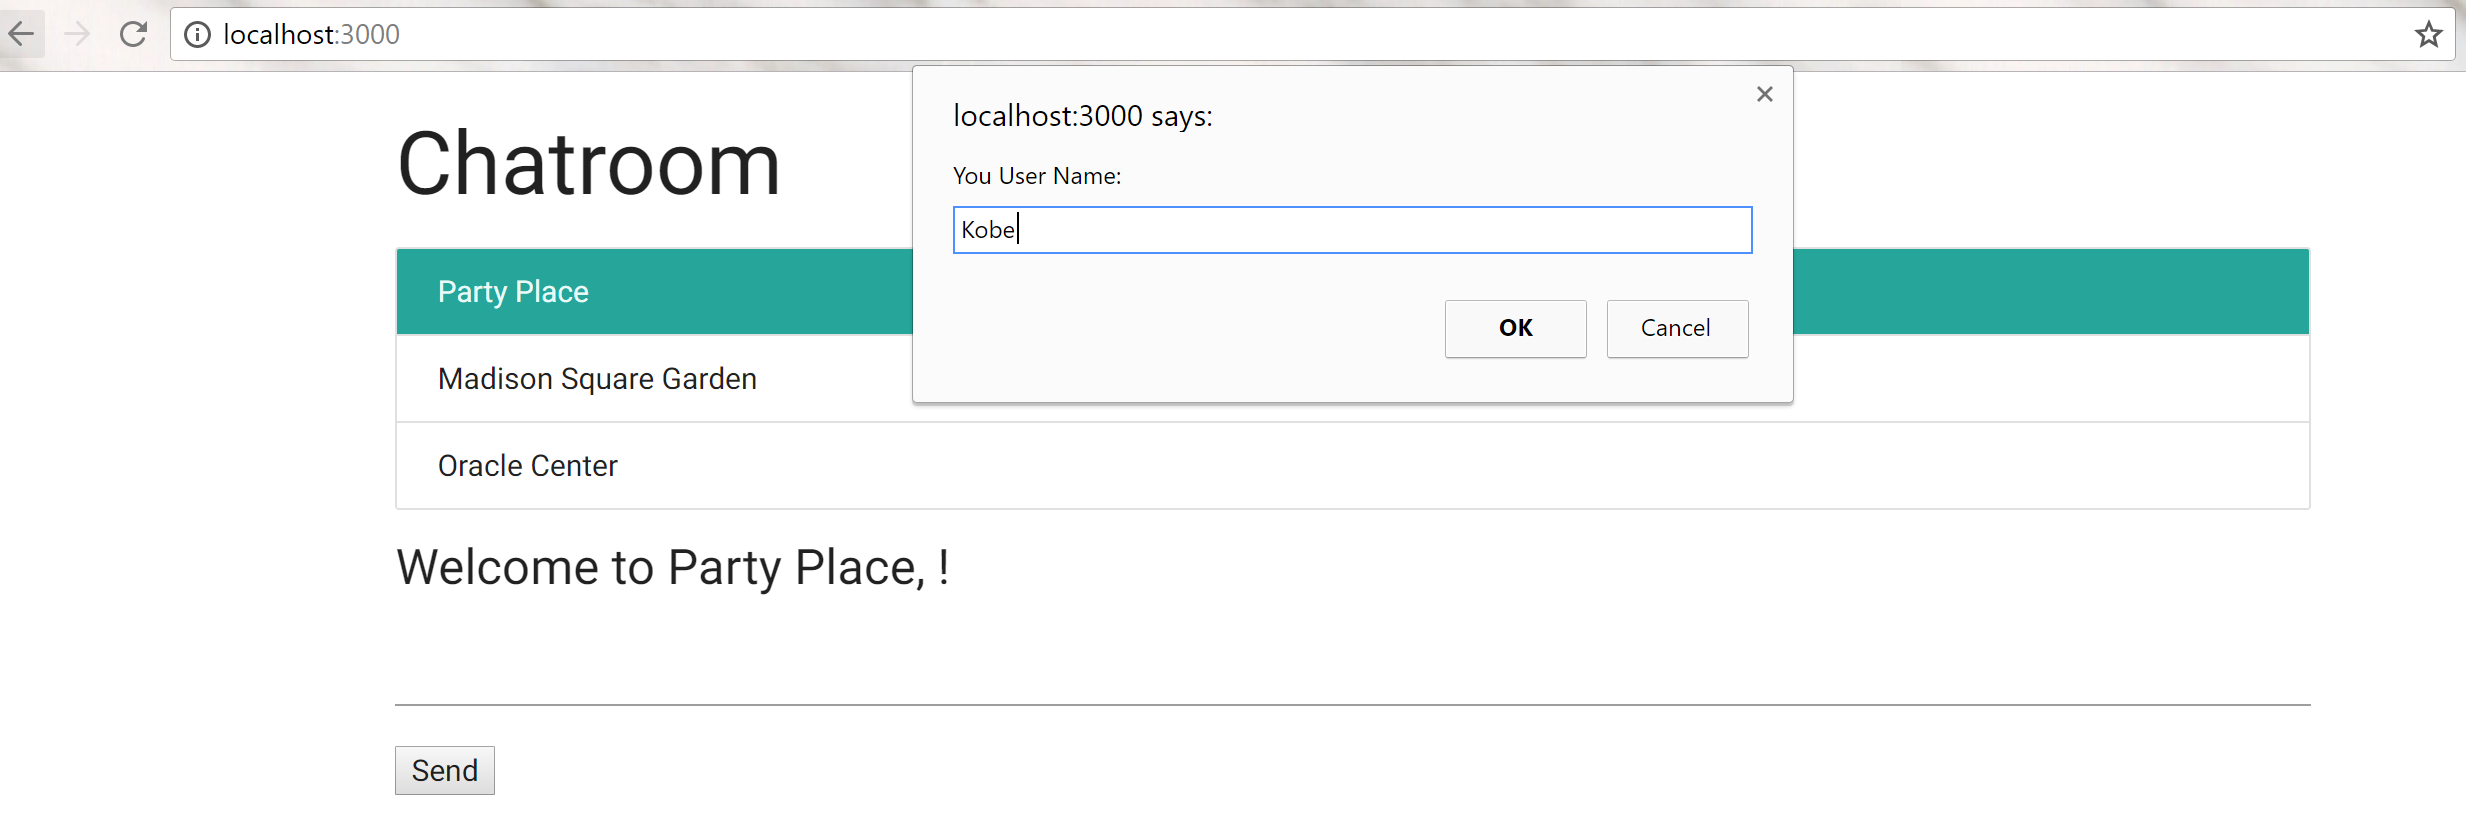 localhost:3000
localhost:3000 says:
You User Name:
Kobe
OK
Cancel
Chatroom
Party Place
Madison Square Garden
Oracle Center
Welcome to Party Place, !
Send